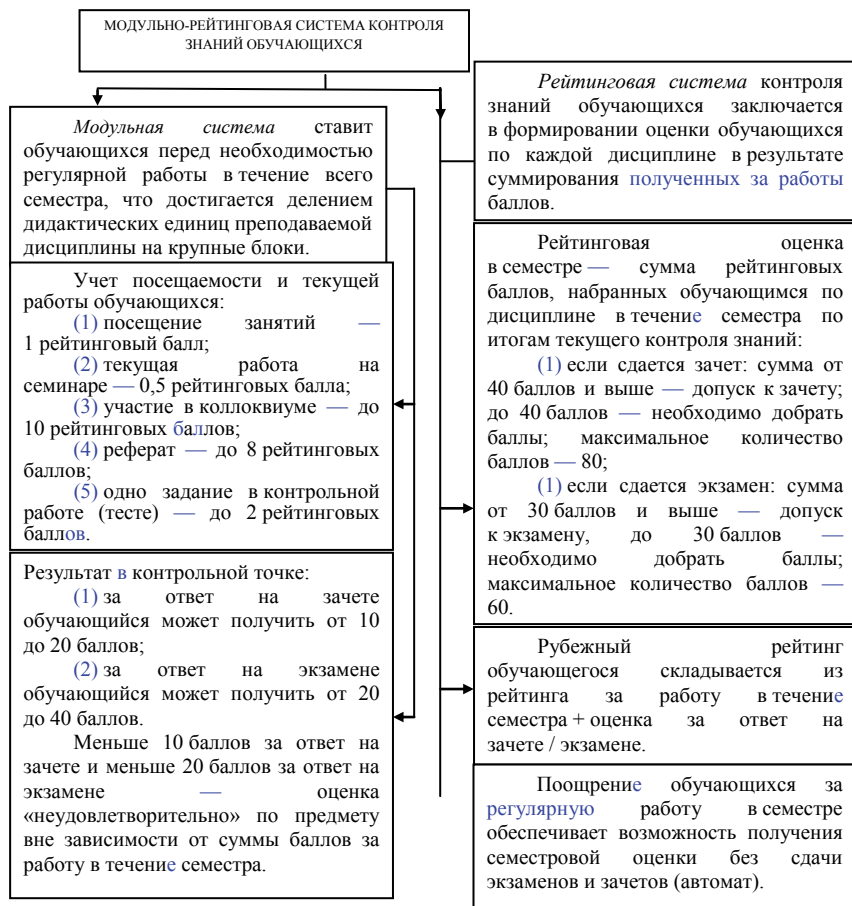 МОДУЛЬНО-РЕЙТИНГОВАЯ СИСТЕМА КОНТРОЛЯ
ЗНАНИЙ ОБУЧАЮЩИХСЯ
Модульная система ставит
обучающихся перед необходимостью
регулярной работы в течение всего
семестра, что достигается делением
дидактических единиц преподаваемой
дисциплины на крупные блоки.
Учет посещаемости и текущей
работы обучающихся:
(1) посещение занятий —
1 рейтинговый балл;
(2) текущая работа на
семинаре — 0,5 рейтинговых балла;
(3) участие в коллоквиуме — до
10 рейтинговых баллов;
(4) реферат — до 8 рейтинговых
баллов;
(5) одно задание в контрольной
работе (тесте) — до 2 рейтинговых
баллов.
Результат в контрольной точке:
(1) за ответ на зачете
обучающийся может получить от 10
до 20 баллов;
(2) за ответ на экзамене
обучающийся может получить от 20
до 40 баллов.
Меньше 10 баллов за ответ на
зачете и меньше 20 баллов за ответ на
экзамене — оценка
«неудовлетворительно» по предмету
вне зависимости от суммы баллов за
работу в течение семестра.
Рейтинговая система контроля
знаний обучающихся заключается
в формировании оценки обучающихся
по каждой дисциплине в результате
суммирования полученных за работы
баллов.
Рейтинговая оценка
в семестре — сумма рейтинговых
баллов, набранных обучающимся по
дисциплине в течение семестра по
итогам текущего контроля знаний:
(1) если сдается зачет: сумма от
40 баллов и выше — допуск к зачету;
до 40 баллов — необходимо добрать
баллы; максимальное количество
баллов — 80;
(1) если сдается экзамен: сумма
от 30 баллов и выше — допуск
к экзамену, до 30 баллов —
необходимо добрать баллы;
максимальное количество баллов —
60.
Рубежный рейтинг
обучающегося складывается из
рейтинга за работу в течение
семестра + оценка за ответ на
зачете / экзамене.
Поощрение обучающихся за
регулярную работу в семестре
обеспечивает возможность получения
семестровой оценки без сдачи
экзаменов и зачетов (автомат).